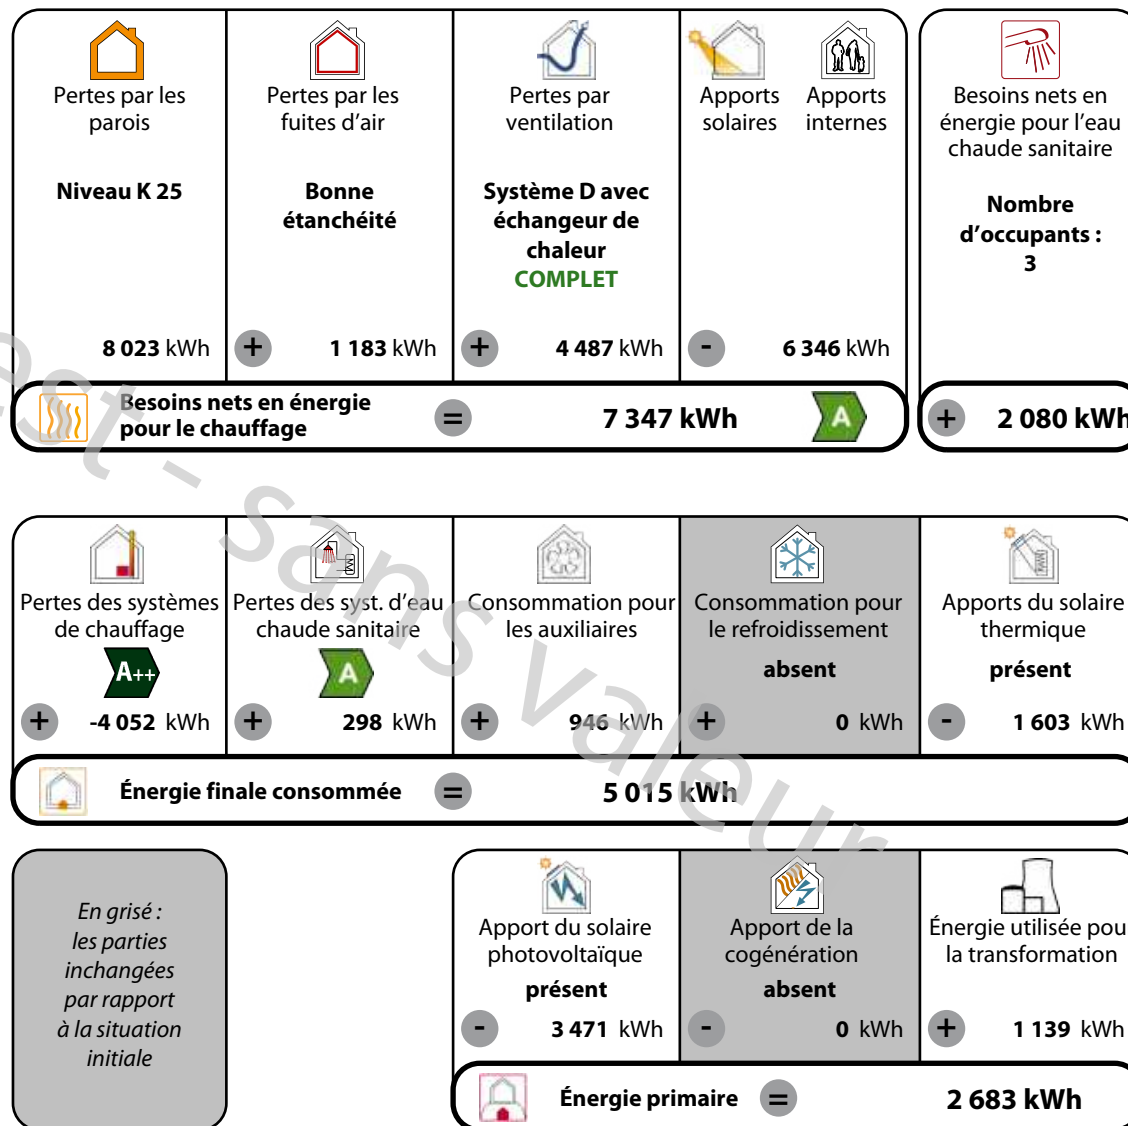 Pertes par les
parois
Niveau K 25
8 023 kWh
Pertes par les
fuites d'air
Bonne
étanchéité
+ 1 183 kWh
Pertes par
ventilation
Système D avec
échangeur de
chaleur
COMPLET
+ 4 487 kWh
Apports
solaires
Apports
internes
- 6 346 kWh
Besoins nets en
énergie pour l'eau
chaude sanitaire
Nombre
d'occupants :
3
Besoins nets en énergie
pour le chauffage
= 7 347 kWh A
+ 2 080 kWh
Pertes des systèmes
de chauffage
A++
+ -4 052 kWh
Pertes des syst. d'eau
chaude sanitaire
A
+ 298 kWh
Consommation pour
les auxiliaires
+ 946 kWh
Consommation pour
le refroidissement
absent
+ 0 kWh
Apports du solaire
thermique
présent
- 1 603 kWh
Énergie finale consommée = 5 015 kWh
En grisé :
les parties
inchangées
par rapport
à la situation
initiale
Apport du solaire
photovoltaïque
présent
- 3 471 kWh
Apport de la
cogénération
absent
- 0 kWh
Énergie utilisée pou
la transformation
+ 1 139 kWh
Énergie primaire = 2 683 kWh
est - sans valeur